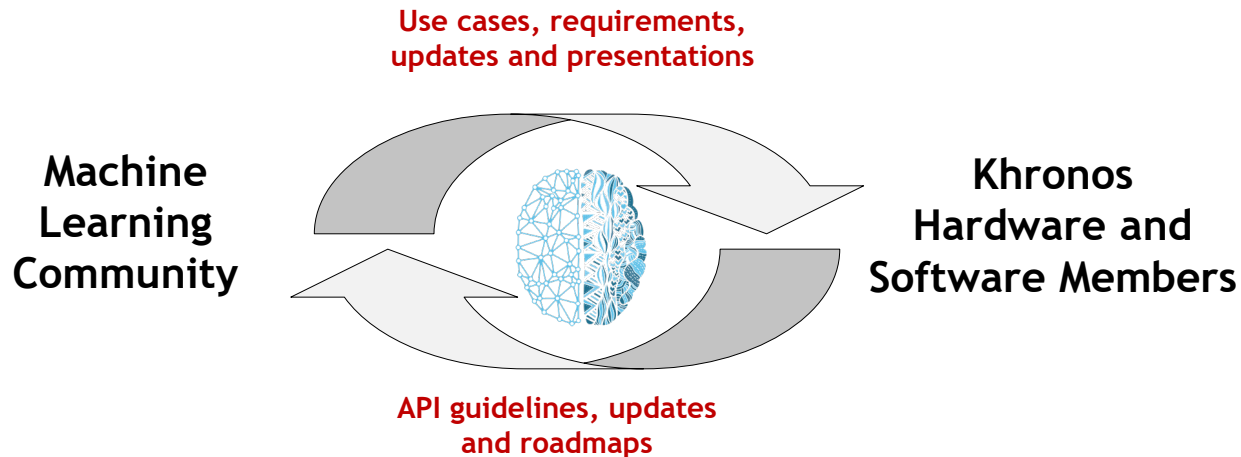 Use cases, requirements,
updates and presentations
Machine
Learning
Community
Khronos
Hardware and
Software Members
API guidelines, updates
and roadmaps